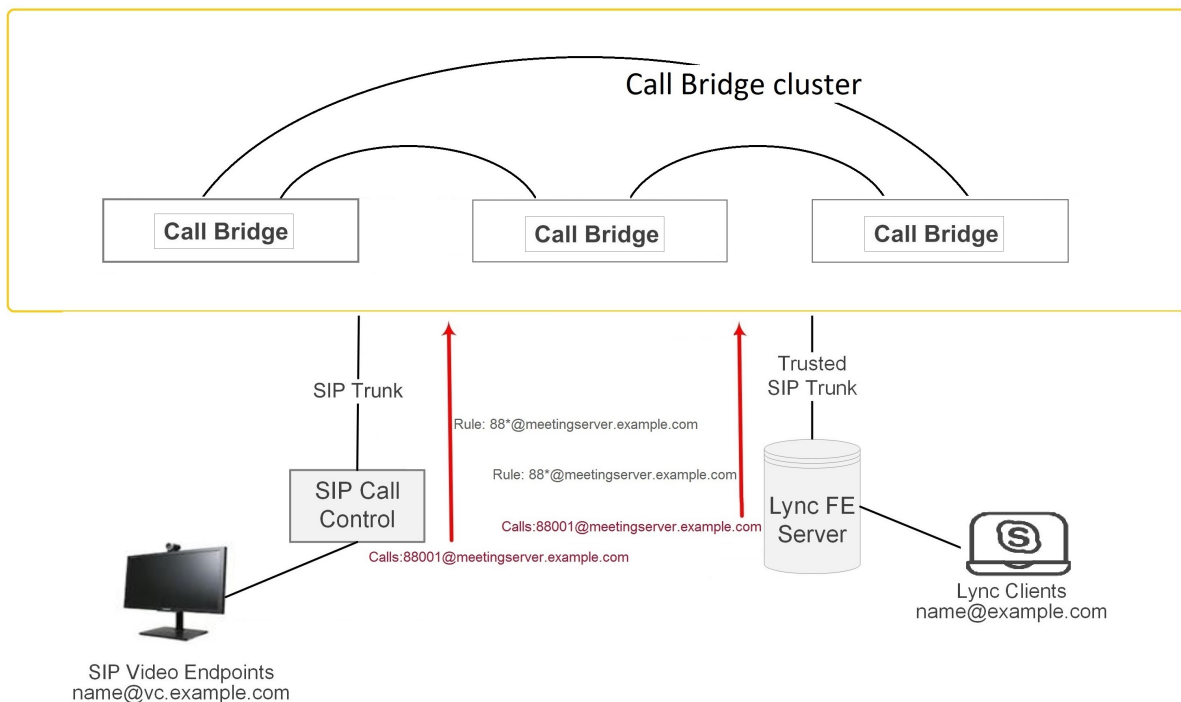 Call Bridge cluster
Call Bridge
Call Bridge
Call Bridge
SIP Trunk
Trusted
SIP Trunk
Rule: 88*@meetingserver.example.com
Rule: 88*@meetingserver.example.com
SIP Call
Control
Lync FE
Server
Calls:88001@meetingserver.example.com
Calls:88001@meetingserver.example.com
S
Lync Clients
name@example.com
SIP Video Endpoints
name@vc.example.com